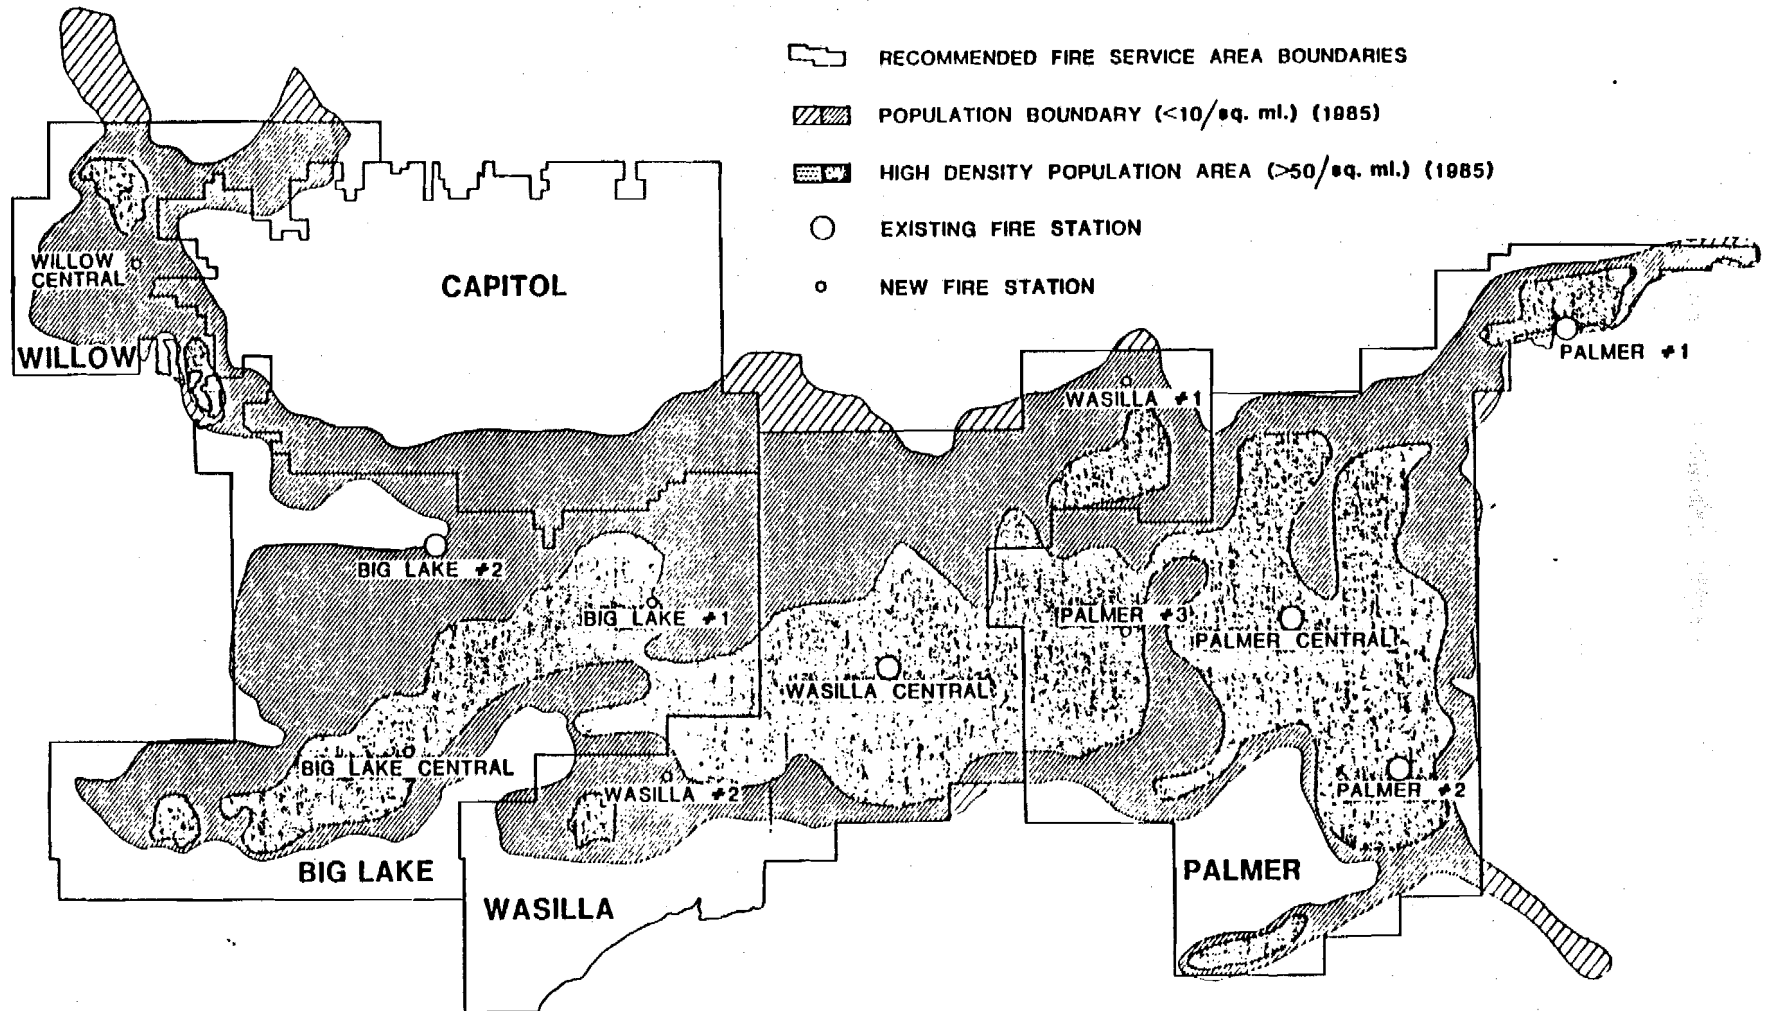 RECOMMENDED FIRE SERVICE AREA BOUNDARIES
POPULATION BOUNDARY (<10/sq. mi.) (1985)
HIGH DENSITY POPULATION AREA (>50/sq. mi.) (1985)
EXISTING FIRE STATION
NEW FIRE STATION
WILLOW
CENTRAL
CAPITOL
WILLOW
PALMER #1
WASILLA #1
BIG LAKE #2
BIG LAKE #1
PALMER #3
PALMER CENTRAL
WASILLA CENTRAL
BIG LAKE CENTRAL
WASILLA #2
PALMER #2
BIG LAKE
PALMER
WASILLA